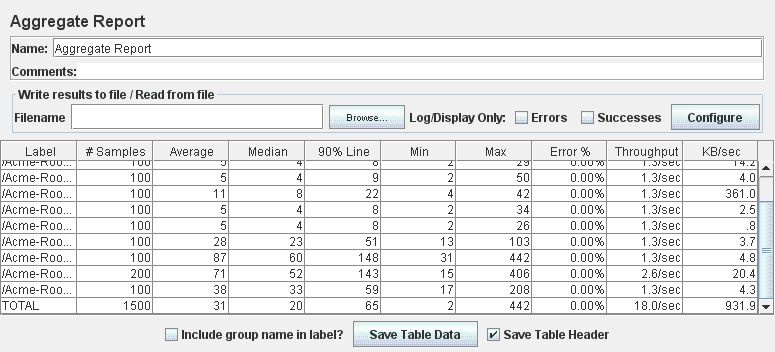 Aggregate Report
Name: Aggregate Report
Comments:
Write results to file / Read from file
Filename Browse... Log/Display Only: Errors Successes Configure
Label # Samples Average Median 90% Line Min Max Error % Throughput KB/sec
/Acme-Roo... 100 5 4 8 2 29 0.00% 1.3/sec 14.2
/Acme-Roo... 100 5 4 9 2 50 0.00% 1.3/sec 4.0
/Acme-Roo... 100 11 8 22 4 42 0.00% 1.3/sec 361.0
/Acme-Roo... 100 5 4 8 2 34 0.00% 1.3/sec 2.5
/Acme-Roo... 100 5 4 8 2 26 0.00% 1.3/sec .8
/Acme-Roo... 100 28 23 51 13 103 0.00% 1.3/sec 3.7
/Acme-Roo... 100 87 60 148 31 442 0.00% 1.3/sec 4.8
/Acme-Roo... 200 71 52 143 15 406 0.00% 2.6/sec 20.4
/Acme-Roo... 100 38 33 59 17 208 0.00% 1.3/sec 4.3
TOTAL 1500 31 20 65 2 442 0.00% 18.0/sec 931.9
Include group name in label? Save Table Data Save Table Header